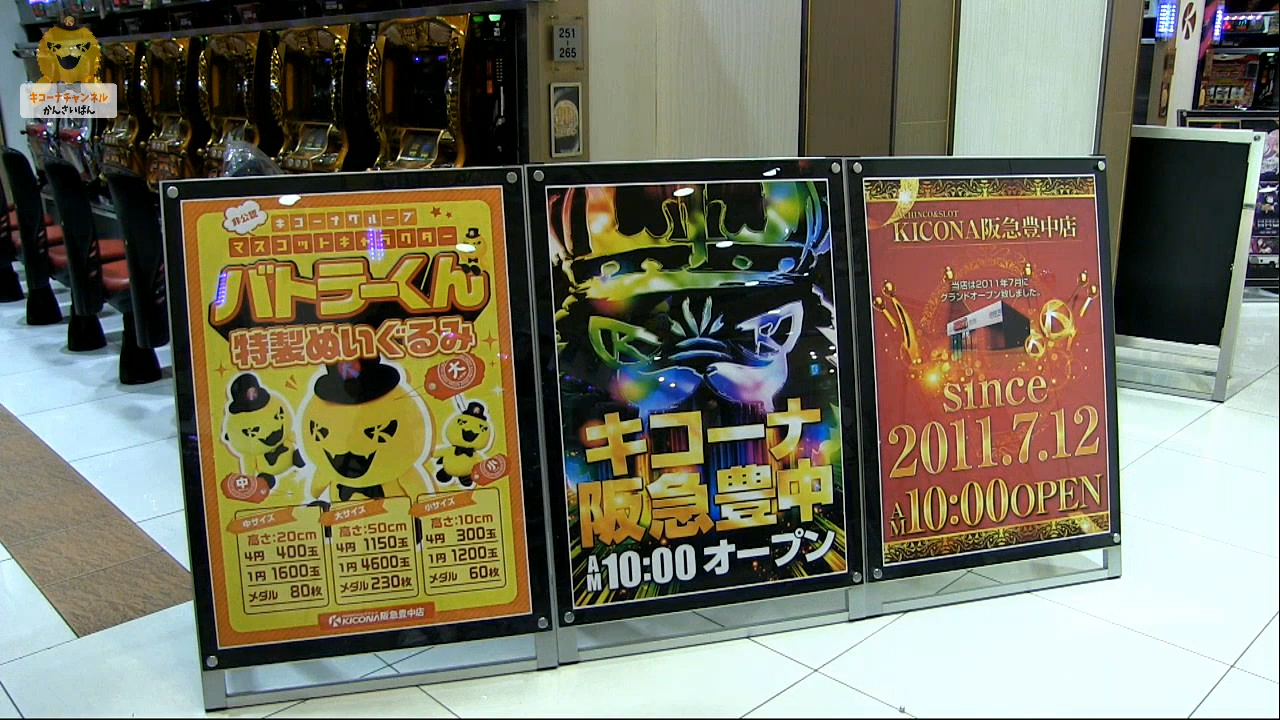 キコーナチャンネル
かんさいばん
251
265
非公認
キコーナグループ
マスコットキャラクター
バトラーくん
特製ぬいぐるみ
大
中
小
中サイズ
高さ:20cm
4円 400玉
1円 1600玉
メダル 80枚
大サイズ
高さ:50cm
4円 1150玉
1円 4600玉
メダル 230枚
小サイズ
高さ:10cm
4円 300玉
1円 1200玉
メダル 60枚
KICONA阪急豊中店
キコーナ
阪急豊中
AM 10:00 オープン
PACHINCO&SLOT
KICONA阪急豊中店
当店は2011年7月に
グランドオープン致しました。
since
2011.7.12
AM 10:00 OPEN